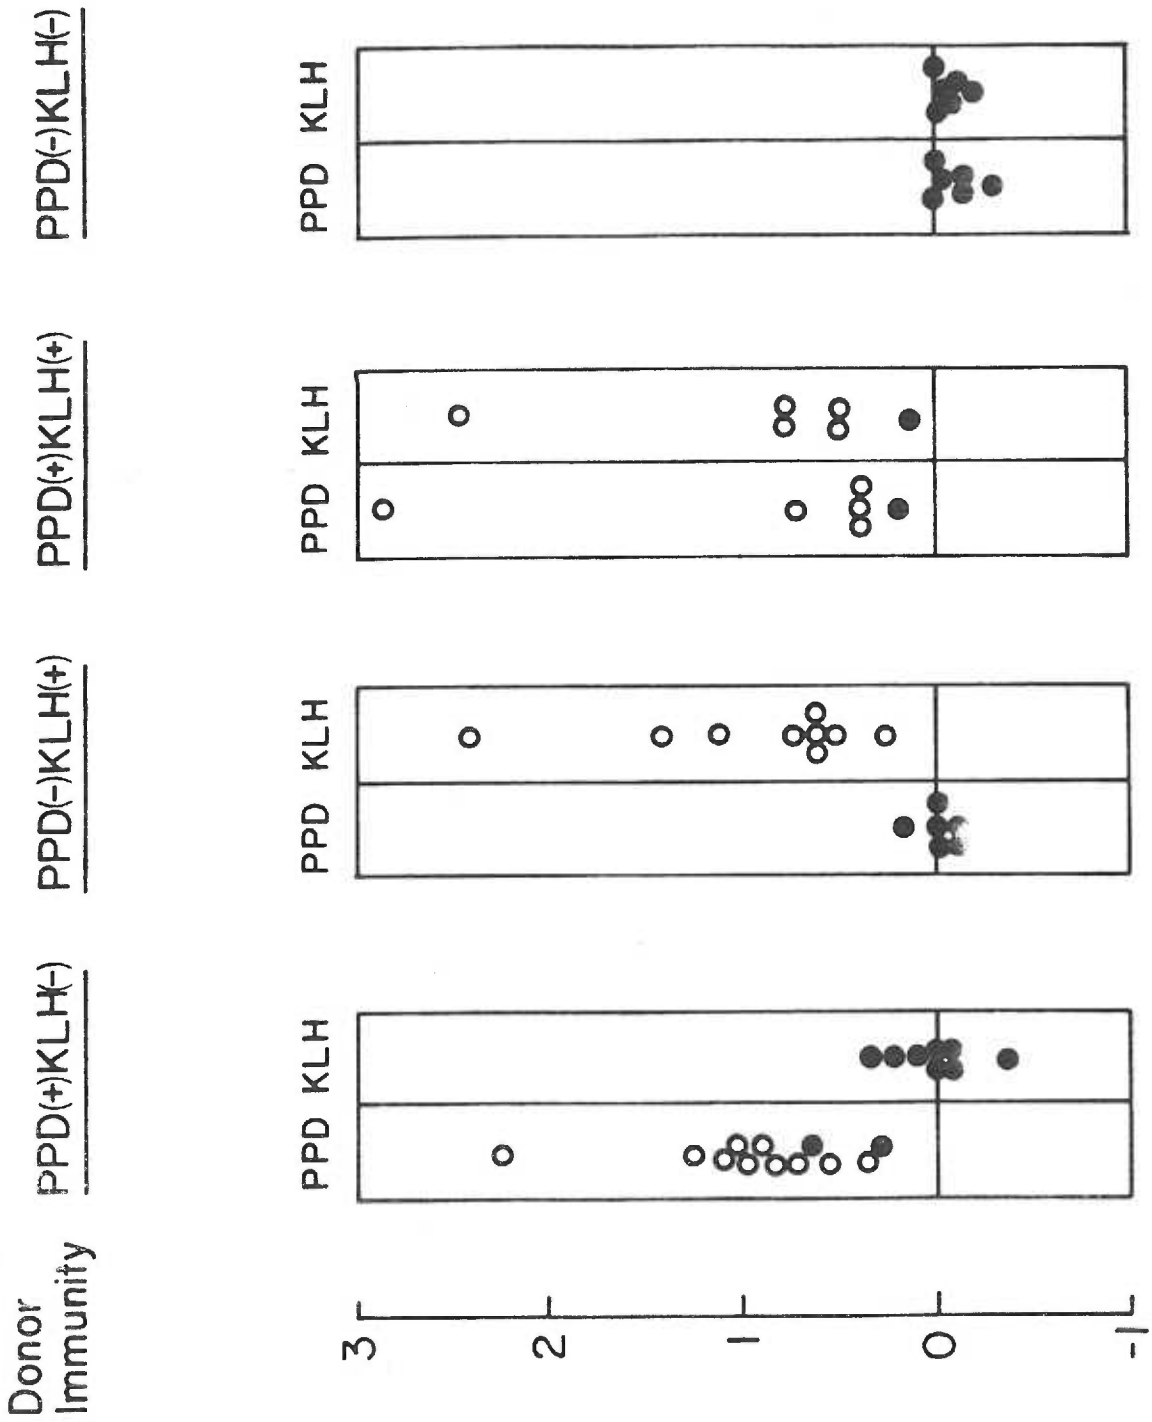 Donor
Immunity
PPD(+)KLH(-)
PPD(-)KLH(+)
PPD(+)KLH(+)
PPD(-)KLH(-)
PPD KLH
PPD KLH
PPD KLH
PPD KLH
3
2
1
0
-1